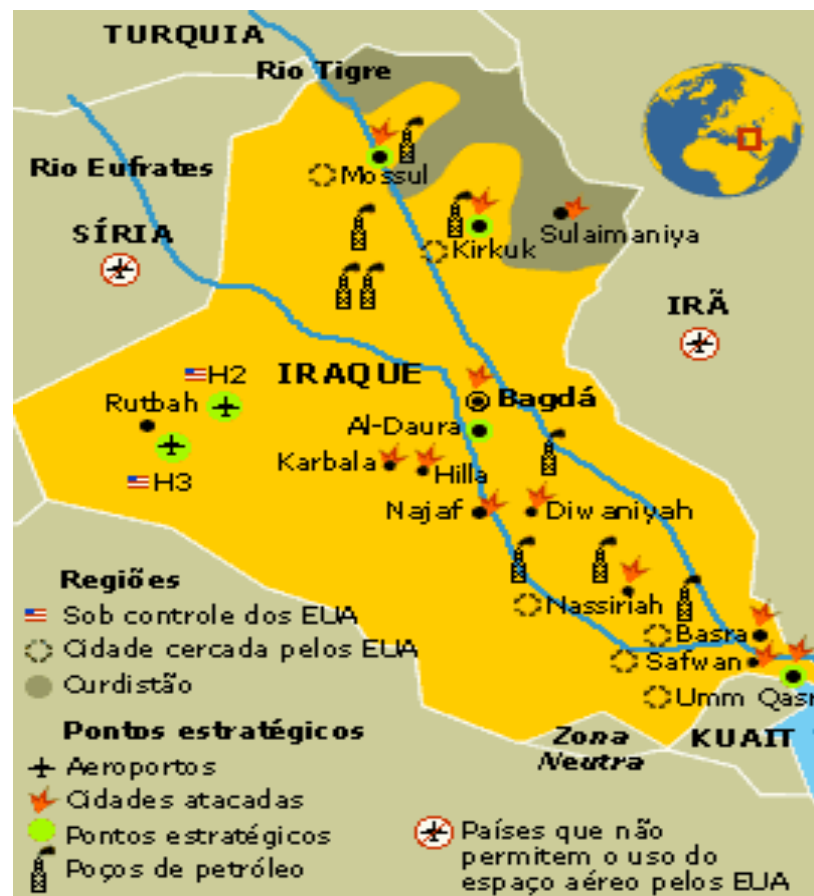 TURQUIA
Rio Tigre
Rio Eufrates
Mossul
SÍRIA
Kirkuk
Sulaimaniya
IRÃ
IRAQUE
H2
Rutbah
Bagdá
Al-Daura
Karbala
Hilla
H3
Najaf
Diwaniyah
Nassiriah
Basra
Safwan
Umm Qasr
Zona
Neutra
KUAIT
Regiões
Sob controle dos EUA
Cidade cercada pelos EUA
Curdistão
Pontos estratégicos
Aeroportos
Cidades atacadas
Pontos estratégicos
Poços de petróleo
Países que não
permitem o uso do
espaço aéreo pelos EUA